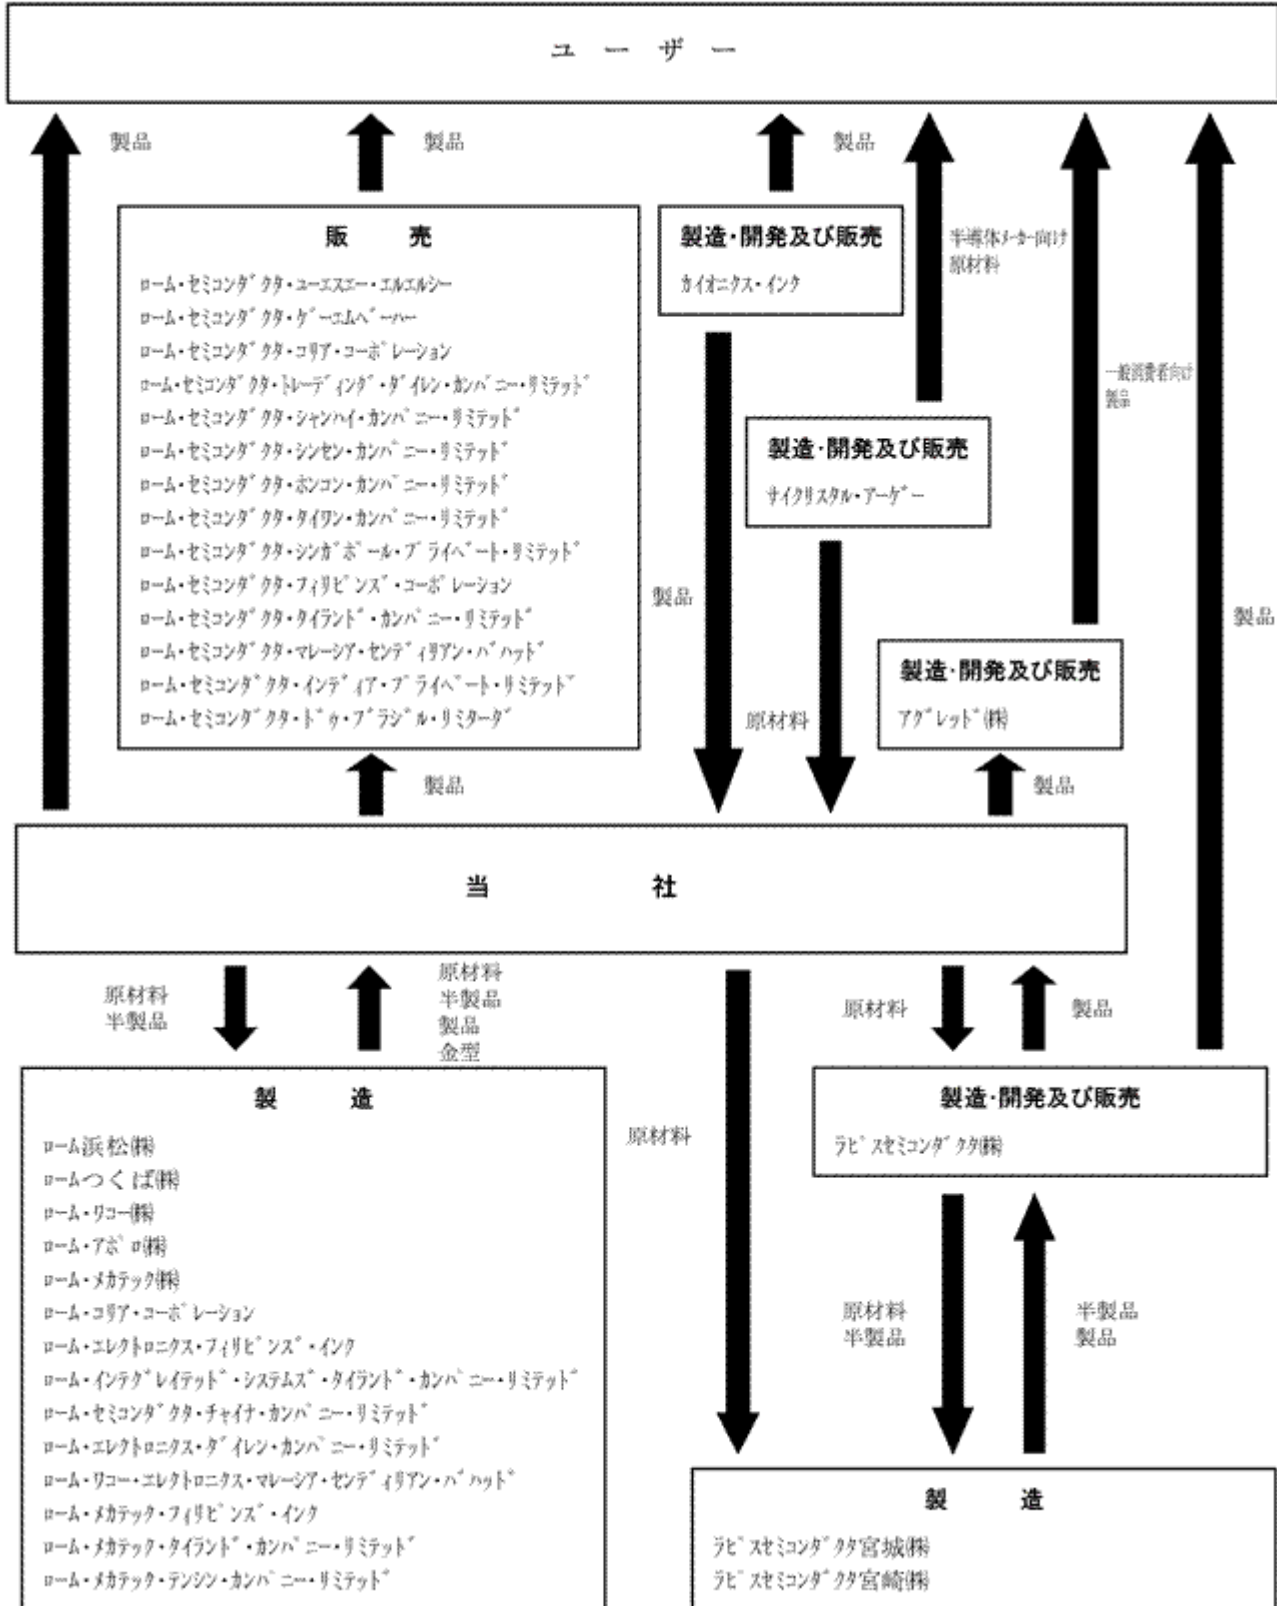 ユーザー
製品
製品
製品
半導体ﾒｰｶｰ向け
原材料
一般消費者向け
製品
製品
販売
ﾛｰﾑ・ｾﾐｺﾝﾀﾞｸﾀ・ﾕｰｴｽｴｰ・ｴﾙｴﾙｼｰ
ﾛｰﾑ・ｾﾐｺﾝﾀﾞｸﾀ・ｹﾞｰｴﾑﾍﾞｰﾊｰ
ﾛｰﾑ・ｾﾐｺﾝﾀﾞｸﾀ・ｺﾘｱ・ｺｰﾎﾟﾚｰｼｮﾝ
ﾛｰﾑ・ｾﾐｺﾝﾀﾞｸﾀ・ﾄﾚｰﾃﾞｨﾝｸﾞ・ﾀﾞｲﾚﾝ・ｶﾝﾊﾟﾆｰ・ﾘﾐﾃｯﾄﾞ
ﾛｰﾑ・ｾﾐｺﾝﾀﾞｸﾀ・ｼｬﾝﾊｲ・ｶﾝﾊﾟﾆｰ・ﾘﾐﾃｯﾄﾞ
ﾛｰﾑ・ｾﾐｺﾝﾀﾞｸﾀ・ｼﾝｾﾝ・ｶﾝﾊﾟﾆｰ・ﾘﾐﾃｯﾄﾞ
ﾛｰﾑ・ｾﾐｺﾝﾀﾞｸﾀ・ﾎﾝｺﾝ・ｶﾝﾊﾟﾆｰ・ﾘﾐﾃｯﾄﾞ
ﾛｰﾑ・ｾﾐｺﾝﾀﾞｸﾀ・ﾀｲﾜﾝ・ｶﾝﾊﾟﾆｰ・ﾘﾐﾃｯﾄﾞ
ﾛｰﾑ・ｾﾐｺﾝﾀﾞｸﾀ・ｼﾝｶﾞﾎﾟｰﾙ・ﾌﾟﾗｲﾍﾞｰﾄ・ﾘﾐﾃｯﾄﾞ
ﾛｰﾑ・ｾﾐｺﾝﾀﾞｸﾀ・ﾌｨﾘﾋﾟﾝｽﾞ・ｺｰﾎﾟﾚｰｼｮﾝ
ﾛｰﾑ・ｾﾐｺﾝﾀﾞｸﾀ・ﾀｲﾗﾝﾄﾞ・ｶﾝﾊﾟﾆｰ・ﾘﾐﾃｯﾄﾞ
ﾛｰﾑ・ｾﾐｺﾝﾀﾞｸﾀ・ﾏﾚｰｼｱ・ｾﾝﾃﾞｨﾘｱﾝ・ﾊﾞﾊｯﾄﾞ
ﾛｰﾑ・ｾﾐｺﾝﾀﾞｸﾀ・ｲﾝﾃﾞｨｱ・ﾌﾟﾗｲﾍﾞｰﾄ・ﾘﾐﾃｯﾄﾞ
ﾛｰﾑ・ｾﾐｺﾝﾀﾞｸﾀ・ﾄﾞｩ・ﾌﾞﾗｼﾞﾙ・ﾘﾐﾀｰﾀﾞ
製造・開発及び販売
ｶｲｵﾆｸｽ・ｲﾝｸ
製造・開発及び販売
ｻｲｸﾘｽﾀﾙ・ｱｰｹﾞｰ
製造・開発及び販売
ｱｸﾞﾚｯﾄﾞ㈱
製品
原材料
製品
製品
当社
原材料
半製品
原材料
半製品
製品
金型
原材料
製品
原材料
製造
ﾛｰﾑ浜松㈱
ﾛｰﾑつくば㈱
ﾛｰﾑ・ﾜｺｰ㈱
ﾛｰﾑ・ｱﾎﾟﾛ㈱
ﾛｰﾑ・ﾒｶﾃｯｸ㈱
ﾛｰﾑ・ｺﾘｱ・ｺｰﾎﾟﾚｰｼｮﾝ
ﾛｰﾑ・ｴﾚｸﾄﾛﾆｸｽ・ﾌｨﾘﾋﾟﾝｽﾞ・ｲﾝｸ
ﾛｰﾑ・ｲﾝﾃｸﾞﾚｲﾃｯﾄﾞ・ｼｽﾃﾑｽﾞ・ﾀｲﾗﾝﾄﾞ・ｶﾝﾊﾟﾆｰ・ﾘﾐﾃｯﾄﾞ
ﾛｰﾑ・ｾﾐｺﾝﾀﾞｸﾀ・ﾁｬｲﾅ・ｶﾝﾊﾟﾆｰ・ﾘﾐﾃｯﾄﾞ
ﾛｰﾑ・ｴﾚｸﾄﾛﾆｸｽ・ﾀﾞｲﾚﾝ・ｶﾝﾊﾟﾆｰ・ﾘﾐﾃｯﾄﾞ
ﾛｰﾑ・ﾜｺｰ・ｴﾚｸﾄﾛﾆｸｽ・ﾏﾚｰｼｱ・ｾﾝﾃﾞｨﾘｱﾝ・ﾊﾞﾊｯﾄﾞ
ﾛｰﾑ・ﾒｶﾃｯｸ・ﾌｨﾘﾋﾟﾝｽﾞ・ｲﾝｸ
ﾛｰﾑ・ﾒｶﾃｯｸ・ﾀｲﾗﾝﾄﾞ・ｶﾝﾊﾟﾆｰ・ﾘﾐﾃｯﾄﾞ
ﾛｰﾑ・ﾒｶﾃｯｸ・ﾃﾝｼﾝ・ｶﾝﾊﾟﾆｰ・ﾘﾐﾃｯﾄﾞ
製造・開発及び販売
ﾗﾋﾟｽｾﾐｺﾝﾀﾞｸﾀ㈱
原材料
半製品
半製品
製品
製造
ﾗﾋﾟｽｾﾐｺﾝﾀﾞｸﾀ宮城㈱
ﾗﾋﾟｽｾﾐｺﾝﾀﾞｸﾀ宮崎㈱